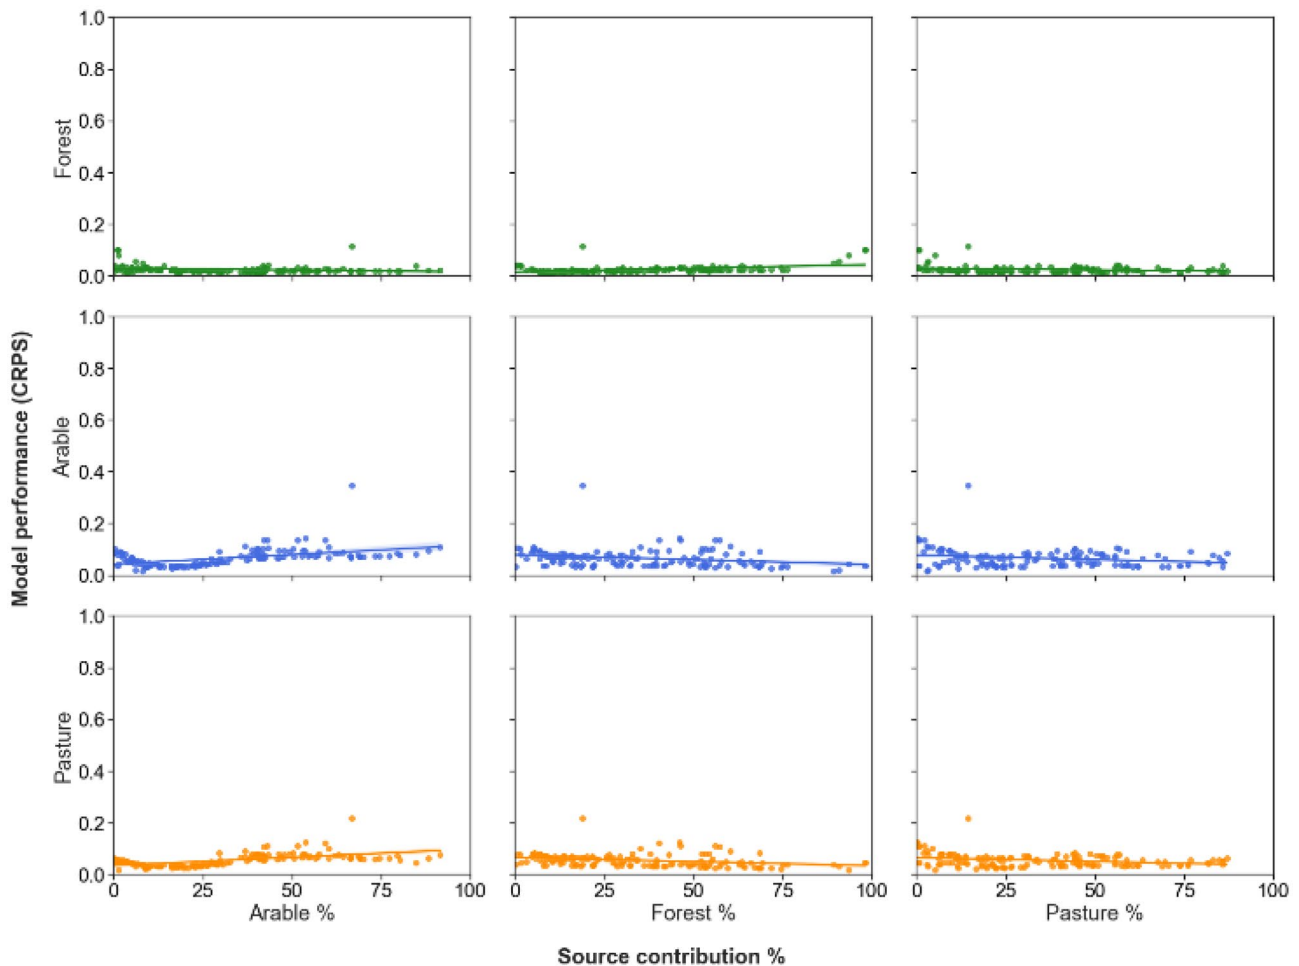 1.0
0.8
0.6
0.4
0.2
0.0
Forest
1.0
0.8
0.6
0.4
0.2
0.0
Arable
1.0
0.8
0.6
0.4
0.2
0.0
Pasture
Model performance (CRPS)
0 25 50 75 100
Arable %
0 25 50 75 100
Forest %
0 25 50 75 100
Pasture %
Source contribution %